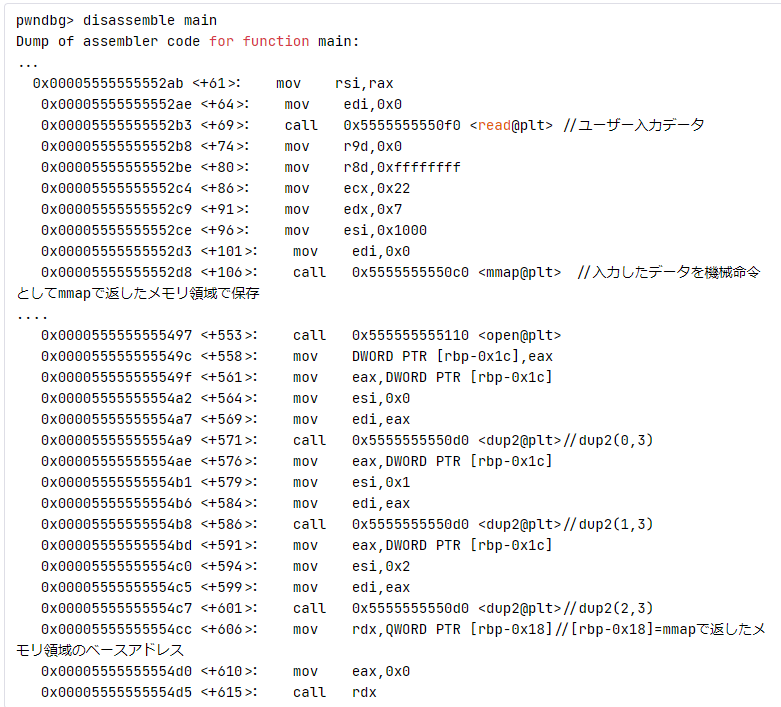 pwndbg> disassemble main
Dump of assembler code for function main:
...
0x00005555555552ab <+61>: mov rsi,rax
0x00005555555552ae <+64>: mov edi,0x0
0x00005555555552b3 <+69>: call 0x5555555550f0 <read@plt> //ユーザー入力データ
0x00005555555552b8 <+74>: mov r9d,0x0
0x00005555555552be <+80>: mov r8d,0xffffffff
0x00005555555552c4 <+86>: mov ecx,0x22
0x00005555555552c9 <+91>: mov edx,0x7
0x00005555555552ce <+96>: mov esi,0x1000
0x00005555555552d3 <+101>: mov edi,0x0
0x00005555555552d8 <+106>: call 0x5555555550c0 <mmap@plt> //入力したデータを機械命令
としてmmapで返したメモリ領域で保存
....
0x0000555555555497 <+553>: call 0x555555555110 <open@plt>
0x000055555555549c <+558>: mov DWORD PTR [rbp-0x1c],eax
0x000055555555549f <+561>: mov eax,DWORD PTR [rbp-0x1c]
0x00005555555554a2 <+564>: mov esi,0x0
0x00005555555554a7 <+569>: mov edi,eax
0x00005555555554a9 <+571>: call 0x5555555550d0 <dup2@plt>//dup2(0,3)
0x00005555555554ae <+576>: mov eax,DWORD PTR [rbp-0x1c]
0x00005555555554b1 <+579>: mov esi,0x1
0x00005555555554b6 <+584>: mov edi,eax
0x00005555555554b8 <+586>: call 0x5555555550d0 <dup2@plt>//dup2(1,3)
0x00005555555554bd <+591>: mov eax,DWORD PTR [rbp-0x1c]
0x00005555555554c0 <+594>: mov esi,0x2
0x00005555555554c5 <+599>: mov edi,eax
0x00005555555554c7 <+601>: call 0x5555555550d0 <dup2@plt>//dup2(2,3)
0x00005555555554cc <+606>: mov rdx,QWORD PTR [rbp-0x18]//[rbp-0x18]=mmapで返したメ
モリ領域のベースアドレス
0x00005555555554d0 <+610>: mov eax,0x0
0x00005555555554d5 <+615>: call rdx